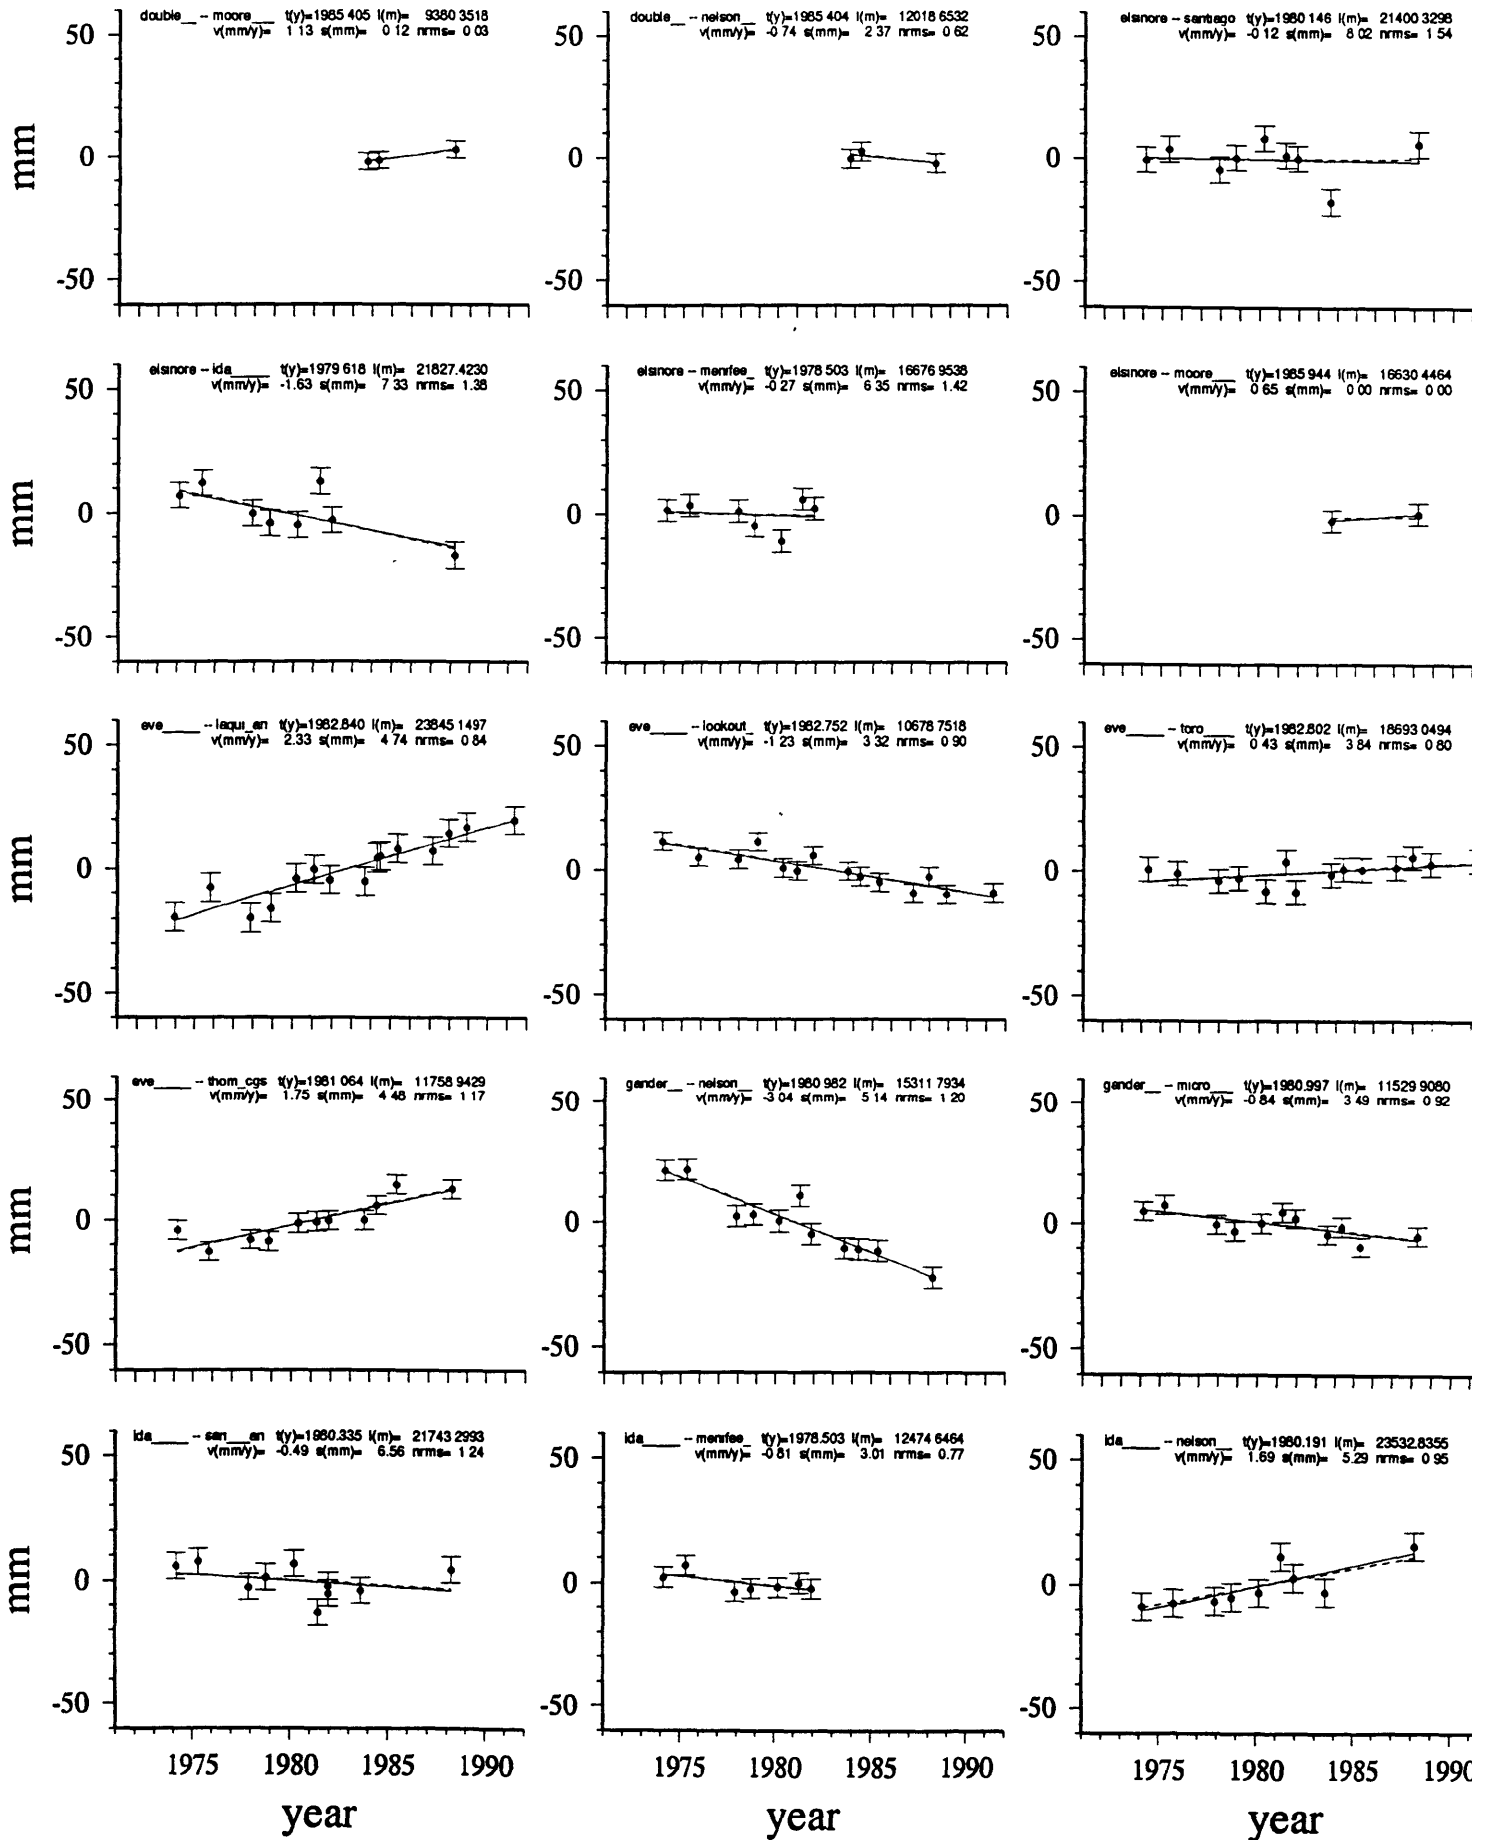 double__ -- moore___ t(y)=1985 405 l(m)= 9380 3518
v(mm/y)= 1 13 s(mm)= 0 12 nrms= 0 03
double__ -- nelson__ t(y)=1985 404 l(m)= 12018 6532
v(mm/y)= -0 74 s(mm)= 2 37 nrms= 0 62
elsinore -- santiago t(y)=1980 146 l(m)= 21400 3298
v(mm/y)= -0 12 s(mm)= 8 02 nrms= 1 54
50
0
-50
mm
50
0
-50
50
0
-50
elsinore -- ida_____ t(y)=1979 618 l(m)= 21827.4230
v(mm/y)= -1.63 s(mm)= 7 33 nrms= 1.38
elsinore -- menifee_ t(y)=1978 503 l(m)= 16676 9538
v(mm/y)= -0.27 s(mm)= 6 35 nrms= 1.42
elsinore -- moore___ t(y)=1985 944 l(m)= 16630 4464
v(mm/y)= 0 65 s(mm)= 0 00 nrms= 0 00
50
0
-50
mm
50
0
-50
50
0
-50
eve_____ -- laqui_an t(y)=1982.840 l(m)= 23845 1497
v(mm/y)= 2.33 s(mm)= 4 74 nrms= 0 84
eve_____ -- lookout_ t(y)=1982.752 l(m)= 10678 7518
v(mm/y)= -1 23 s(mm)= 3 32 nrms= 0 90
eve_____ -- toro____ t(y)=1982.802 l(m)= 18693 0494
v(mm/y)= 0 43 s(mm)= 3 84 nrms= 0 80
50
0
-50
mm
50
0
-50
50
0
-50
eve_____ -- thom_cgs t(y)=1981 064 l(m)= 11758 9429
v(mm/y)= 1.75 s(mm)= 4 48 nrms= 1 17
gander__ -- nelson__ t(y)=1980 982 l(m)= 15311 7934
v(mm/y)= -3 04 s(mm)= 5 14 nrms= 1 20
gander__ -- micro___ t(y)=1980.997 l(m)= 11529 9080
v(mm/y)= -0 84 s(mm)= 3 49 nrms= 0 92
50
0
-50
mm
50
0
-50
50
0
-50
ida_____ -- san___an t(y)=1980.335 l(m)= 21743 2993
v(mm/y)= -0.49 s(mm)= 6.56 nrms= 1 24
ida_____ -- menifee_ t(y)=1978.503 l(m)= 12474 6464
v(mm/y)= -0 81 s(mm)= 3.01 nrms= 0.77
ida_____ -- nelson__ t(y)=1980.191 l(m)= 23532.8355
v(mm/y)= 1.69 s(mm)= 5.29 nrms= 0 95
50
0
-50
mm
50
0
-50
50
0
-50
1975 1980 1985 1990
1975 1980 1985 1990
1975 1980 1985 1990
year
year
year